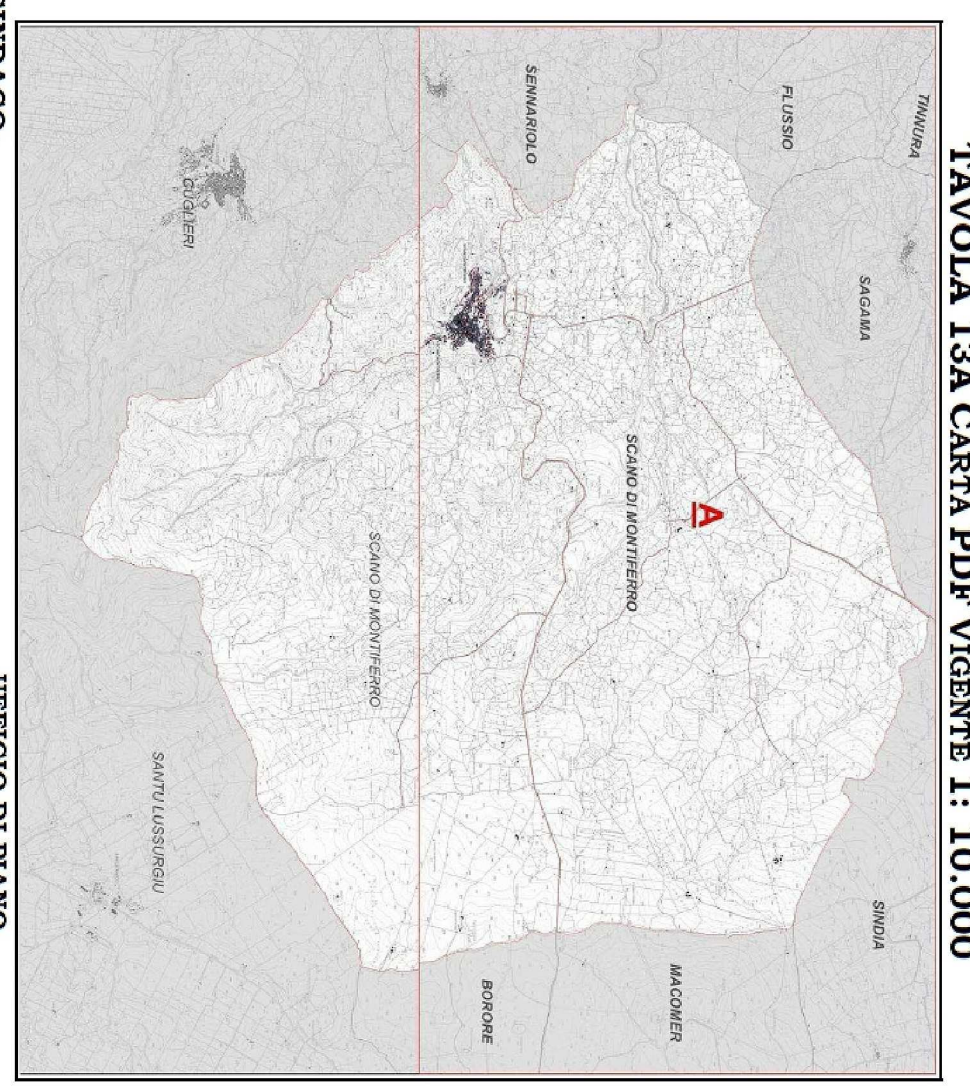 TAVOLA 13A CARTA PDF VIGENTE 1: 10.000
TINNURA
FLUSSIO
SAGAMA
SINDIA
SENNARIOLO
SCANO DI MONTIFERRO
A
MACOMER
CUGLIERI
SCANO DI MONTIFERRO
BORORE
SANTU LUSSURGIU
SINDACO
UFFICIO DI PIANO